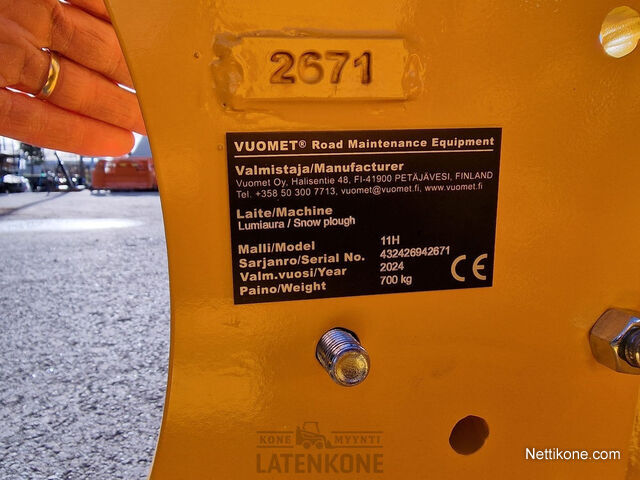 2671
VUOMET® Road Maintenance Equipment
Valmistaja/Manufacturer
Vuomet Oy, Halisentie 48, FI-41900 PETÄJÄVESI, FINLAND
Tel. +358 50 300 7713, vuomet@vuomet.fi, www.vuomet.fi
Laite/Machine
Lumiaura / Snow plough
Malli/Model 11H
Sarjanro/Serial No. 432426942671
Valm.vuosi/Year 2024
Paino/Weight 700 kg
CE
KONE MYYNTI
LATENKONE
Nettikone.com